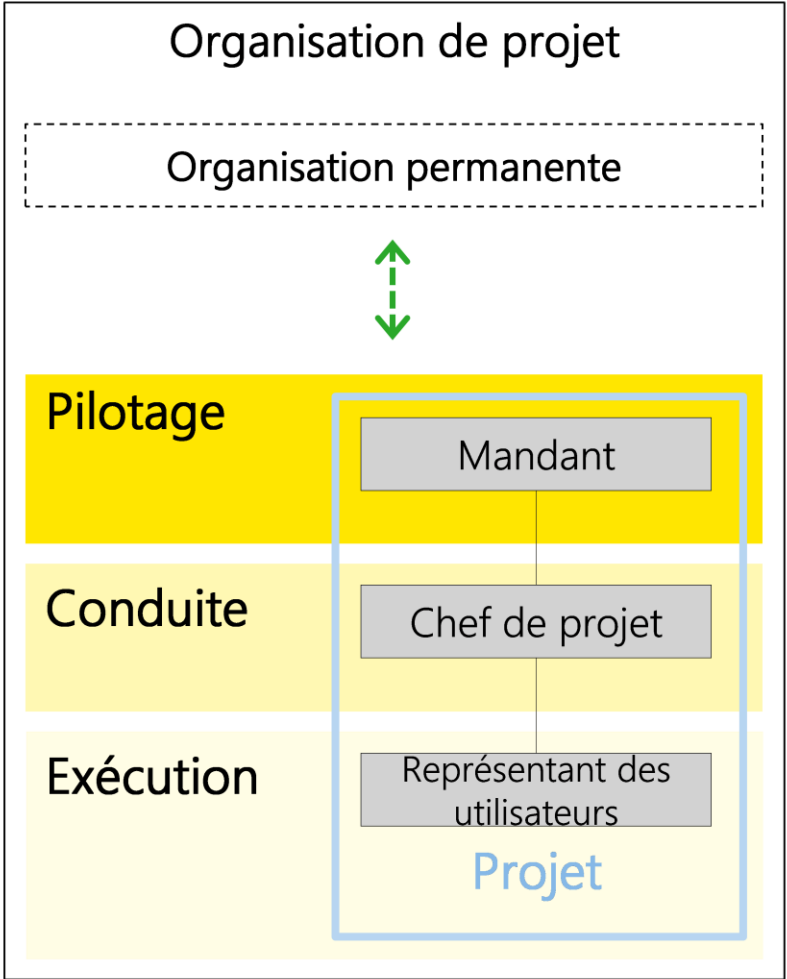 Organisation de projet
Organisation permanente
Pilotage
Mandant
Conduite
Chef de projet
Exécution
Représentant des
utilisateurs
Projet